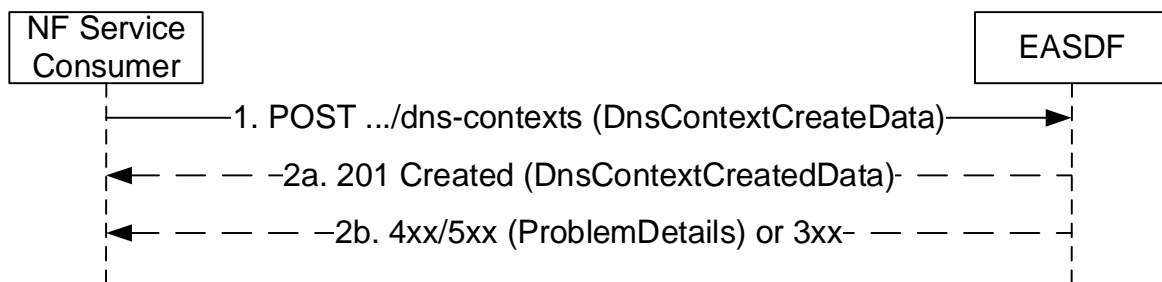 NF Service
Consumer
EASDF
1. POST .../dns-contexts (DnsContextCreateData)
2a. 201 Created (DnsContextCreatedData)
2b. 4xx/5xx (ProblemDetails) or 3xx